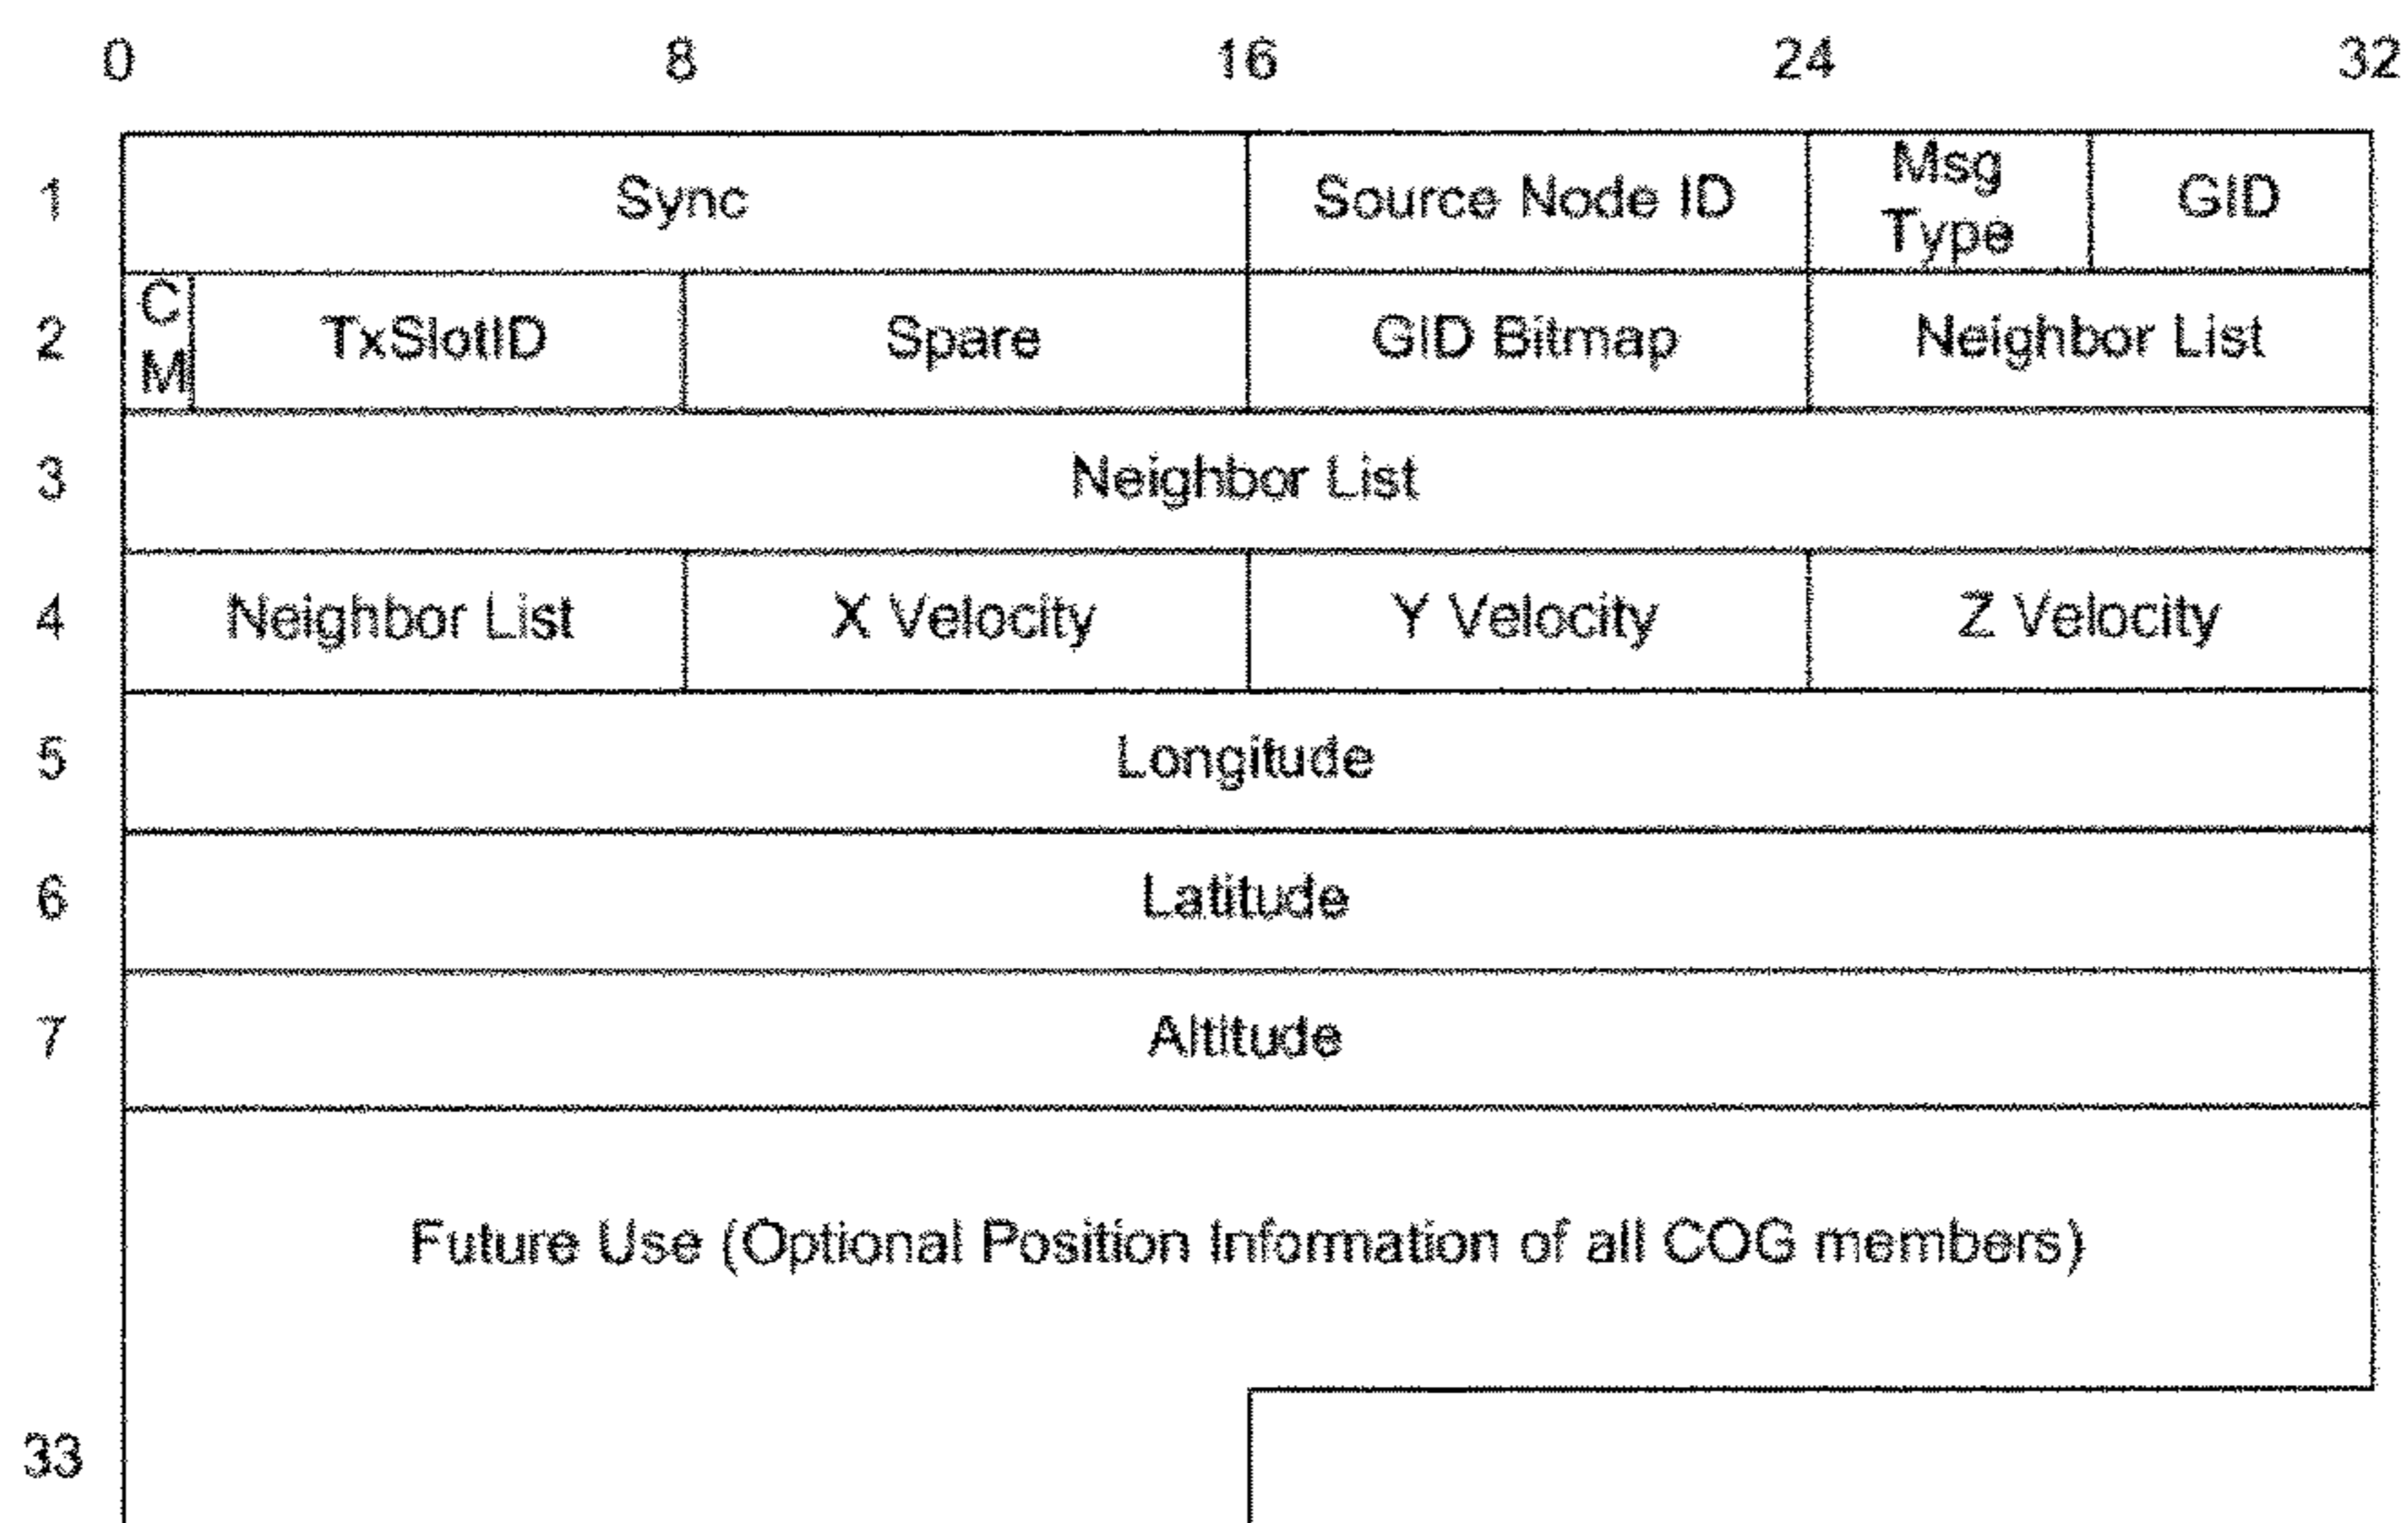 0 8 16 24 32
1 Sync Source Node ID Msg Type GID
2 CM TxSlotID Spare GID Bitmap Neighbor List
3 Neighbor List
4 Neighbor List X Velocity Y Velocity Z Velocity
5 Longitude
6 Latitude
7 Altitude
Future Use (Optional Position Information of all COG members)
33